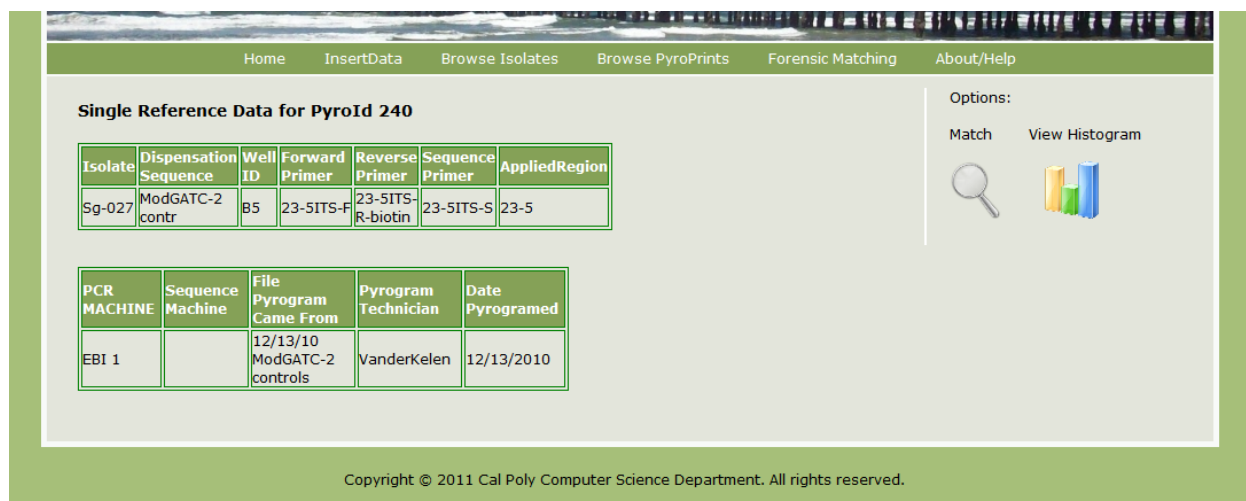 Home InsertData Browse Isolates Browse PyroPrints Forensic Matching About/Help
Single Reference Data for PyroId 240
Options:
Match View Histogram
Isolate Dispensation Sequence Well ID Forward Primer Reverse Primer Sequence Primer AppliedRegion
Sg-027 ModGATC-2 contr B5 23-5ITS-F 23-5ITS-R-biotin 23-5ITS-S 23-5
PCR MACHINE Sequence Machine File Pyrogram Came From Pyrogram Technician Date Pyrogramed
EBI 1 12/13/10 ModGATC-2 controls VanderKelen 12/13/2010
Copyright © 2011 Cal Poly Computer Science Department. All rights reserved.